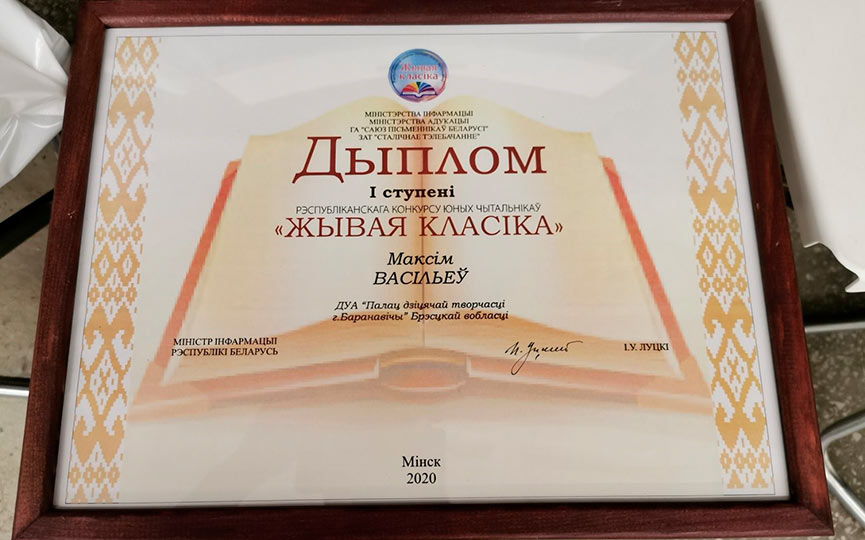 Жывая
класіка
МІНІСТЭРСТВА ІНФАРМАЦЫІ
МІНІСТЭРСТВА АДУКАЦЫІ
ГА "САЮЗ ПІСЬМЕННІКАЎ БЕЛАРУСІ"
ЗАТ "СТАЛІЧНАЕ ТЭЛЕБАЧАННЕ"
ДЫПЛОМ
І ступені
РЭСПУБЛІКАНСКАГА КОНКУРСУ ЮНЫХ ЧЫТАЛЬНІКАЎ
«ЖЫВАЯ КЛАСІКА»
Максім
ВАСІЛЬЕЎ
ДУА "Палац дзіцячай творчасці
г.Баранавічы" Брэсцкай вобласці
МІНІСТР ІНФАРМАЦЫІ
РЭСПУБЛІКІ БЕЛАРУСЬ
І.У. ЛУЦКІ
Мінск
2020